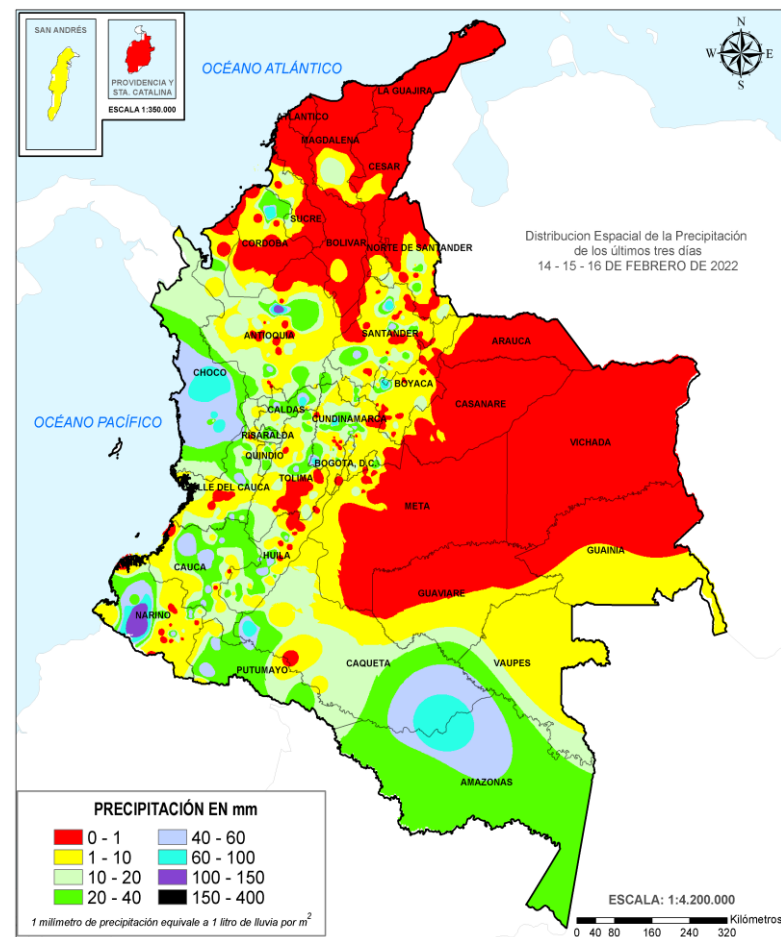 SAN ANDRÉS
PROVIDENCIA Y
STA. CATALINA
ESCALA 1:350.000
N
W E
S
OCÉANO ATLÁNTICO
LA GUAJIRA
ATLANTICO
MAGDALENA
CESAR
SUCRE
CORDOBA
BOLIVAR
NORTE DE SANTANDER
Distribucion Espacial de la Precipitación
de los últimos tres días
14 - 15 - 16 DE FEBRERO DE 2022
ANTIOQUIA
SANTANDER
ARAUCA
CHOCO
BOYACA
CASANARE
OCÉANO PACÍFICO
CALDAS
CUNDINAMARCA
RISARALDA
VICHADA
QUINDIO
BOGOTA, D.C.
TOLIMA
VALLE DEL CAUCA
META
GUAINIA
HUILA
CAUCA
GUAVIARE
NARIÑO
CAQUETA
VAUPES
PUTUMAYO
AMAZONAS
PRECIPITACIÓN EN mm
0 - 1
40 - 60
1 - 10
60 - 100
10 - 20
100 - 150
20 - 40
150 - 400
1 milímetro de precipitación equivale a 1 litro de lluvia por m²
ESCALA: 1:4.200.000
Kilómetros
0 40 80 160 240 320